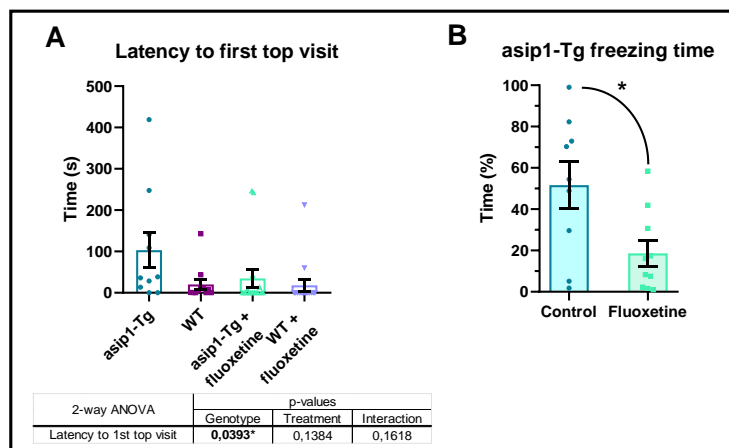 A
Latency to first top visit
Time (s)
500
400
300
200
100
0
asip1-Tg
WT
asip1-Tg +
fluoxetine
WT +
fluoxetine
2-way ANOVA
p-values
Genotype
Treatment
Interaction
Latency to 1st top visit
0,0393*
0,1384
0,1618
B
asip1-Tg freezing time
Time (%)
100
80
60
40
20
0
*
Control
Fluoxetine